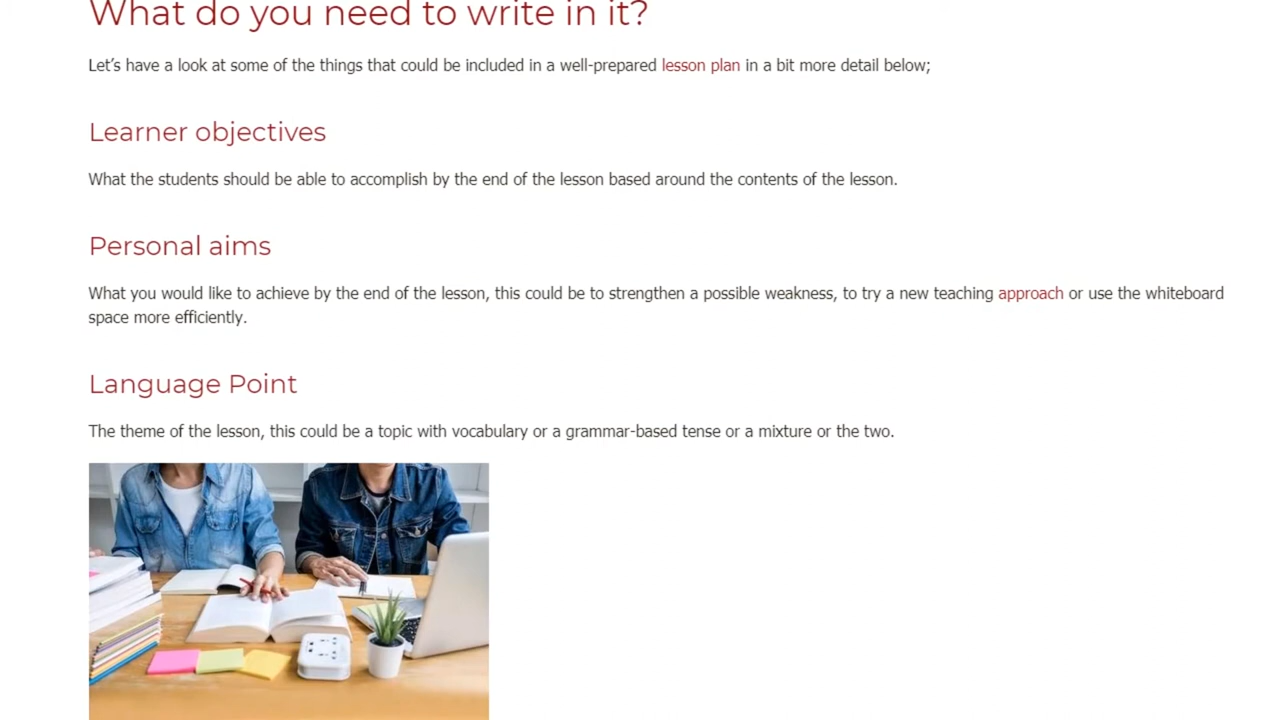 What do you need to write in it?
Let's have a look at some of the things that could be included in a well-prepared lesson plan in a bit more detail below;
Learner objectives
What the students should be able to accomplish by the end of the lesson based around the contents of the lesson.
Personal aims
What you would like to achieve by the end of the lesson, this could be to strengthen a possible weakness, to try a new teaching approach or use the whiteboard
space more efficiently.
Language Point
The theme of the lesson, this could be a topic with vocabulary or a grammar-based tense or a mixture or the two.